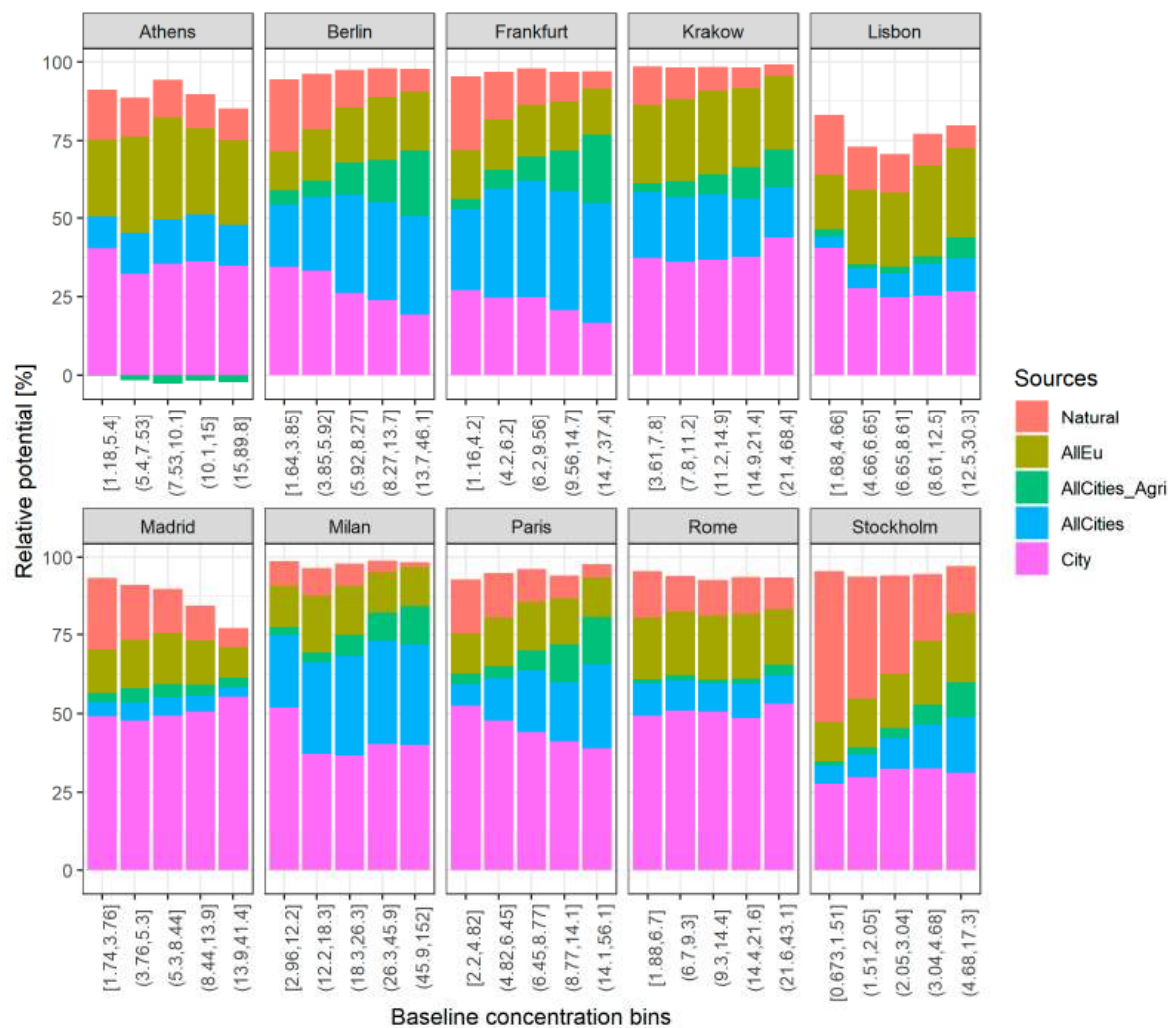 Athens Berlin Frankfurt Krakow Lisbon
100
75
50
25
0
[1.18,5.4] (5.4,7.53] (7.53,10.1] (10.1,15] (15,89.8]
[1.64,3.85] (3.85,5.92] (5.92,8.27] (8.27,13.7] (13.7,46.1]
[1.16,4.2] (4.2,6.2] (6.2,9.56] (9.56,14.7] (14.7,37.4]
[3.61,7.8] (7.8,11.2] (11.2,14.9] (14.9,21.4] (21.4,68.4]
[1.68,4.66] (4.66,6.65] (6.65,8.61] (8.61,12.5] (12.5,30.3]
Relative potential [%]
Madrid Milan Paris Rome Stockholm
100
75
50
25
0
[1.74,3.76] (3.76,5.3] (5.3,8.44] (8.44,13.9] (13.9,41.4]
[2.96,12.2] (12.2,18.3] (18.3,26.3] (26.3,45.9] (45.9,152]
[2.2,4.82] (4.82,6.45] (6.45,8.77] (8.77,14.1] (14.1,56.1]
[1.88,6.7] (6.7,9.3] (9.3,14.4] (14.4,21.6] (21.6,43.1]
[0.673,1.51] (1.51,2.05] (2.05,3.04] (3.04,4.68] (4.68,17.3]
Baseline concentration bins
Sources
Natural
AllEu
AllCities_Agri
AllCities
City